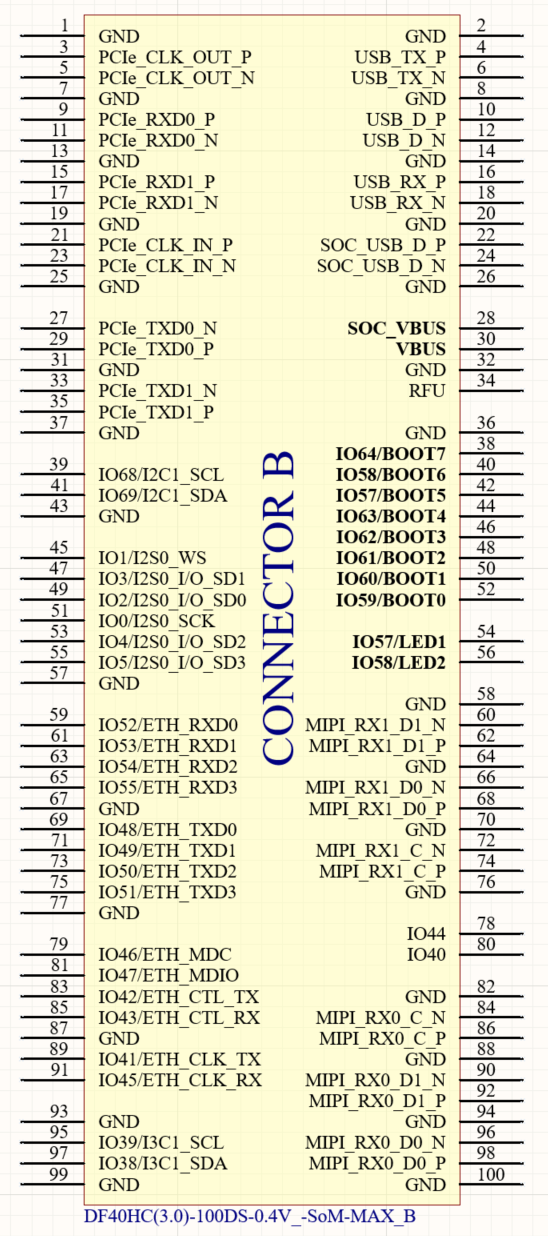 1 GND GND 2
3 PCIe_CLK_OUT_P USB_TX_P 4
5 PCIe_CLK_OUT_N USB_TX_N 6
7 GND GND 8
9 PCIe_RXD0_P USB_D_P 10
11 PCIe_RXD0_N USB_D_N 12
13 GND GND 14
15 PCIe_RXD1_P USB_RX_P 16
17 PCIe_RXD1_N USB_RX_N 18
19 GND GND 20
21 PCIe_CLK_IN_P SOC_USB_D_P 22
23 PCIe_CLK_IN_N SOC_USB_D_N 24
25 GND GND 26
27 PCIe_TXD0_N SOC_VBUS 28
29 PCIe_TXD0_P VBUS 30
31 GND GND 32
33 PCIe_TXD1_N RFU 34
35 PCIe_TXD1_P
37 GND GND 36
IO64/BOOT7 38
39 IO68/I2C1_SCL IO58/BOOT6 40
41 IO69/I2C1_SDA IO57/BOOT5 42
43 GND IO63/BOOT4 44
IO62/BOOT3 46
45 IO1/I2S0_WS IO61/BOOT2 48
47 IO3/I2S0_I/O_SD1 IO60/BOOT1 50
49 IO2/I2S0_I/O_SD0 IO59/BOOT0 52
51 IO0/I2S0_SCK
53 IO4/I2S0_I/O_SD2 IO57/LED1 54
55 IO5/I2S0_I/O_SD3 IO58/LED2 56
57 GND
GND 58
59 IO52/ETH_RXD0 MIPI_RX1_D1_N 60
61 IO53/ETH_RXD1 MIPI_RX1_D1_P 62
63 IO54/ETH_RXD2 GND 64
65 IO55/ETH_RXD3 MIPI_RX1_D0_N 66
67 GND MIPI_RX1_D0_P 68
69 IO48/ETH_TXD0 GND 70
71 IO49/ETH_TXD1 MIPI_RX1_C_N 72
73 IO50/ETH_TXD2 MIPI_RX1_C_P 74
75 IO51/ETH_TXD3 GND 76
77 GND
IO44 78
79 IO46/ETH_MDC IO40 80
81 IO47/ETH_MDIO
83 IO42/ETH_CTL_TX GND 82
85 IO43/ETH_CTL_RX MIPI_RX0_C_N 84
87 GND MIPI_RX0_C_P 86
89 IO41/ETH_CLK_TX GND 88
91 IO45/ETH_CLK_RX MIPI_RX0_D1_N 90
MIPI_RX0_D1_P 92
93 GND GND 94
95 IO39/I3C1_SCL MIPI_RX0_D0_N 96
97 IO38/I3C1_SDA MIPI_RX0_D0_P 98
99 GND GND 100
CONNECTOR B
DF40HC(3.0)-100DS-0.4V_-SoM-MAX_B